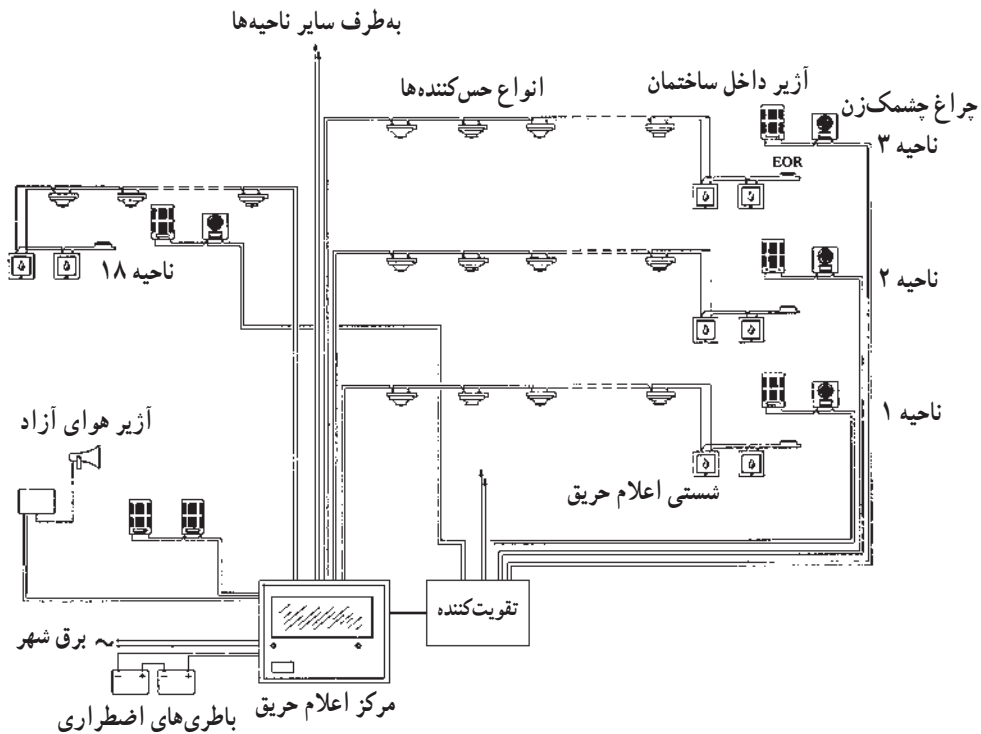 به‌طرف سایر ناحیه‌ها
انواع حس‌کننده‌ها
آژیر داخل ساختمان
چراغ چشمک‌زن
ناحیه ۳
EOR
ناحیه ۱۸
ناحیه ۲
ناحیه ۱
آژیر هوای آزاد
شستی اعلام حریق
تقویت‌کننده
برق شهر ~
− + − +
مرکز اعلام حریق
باطری‌های اضطراری